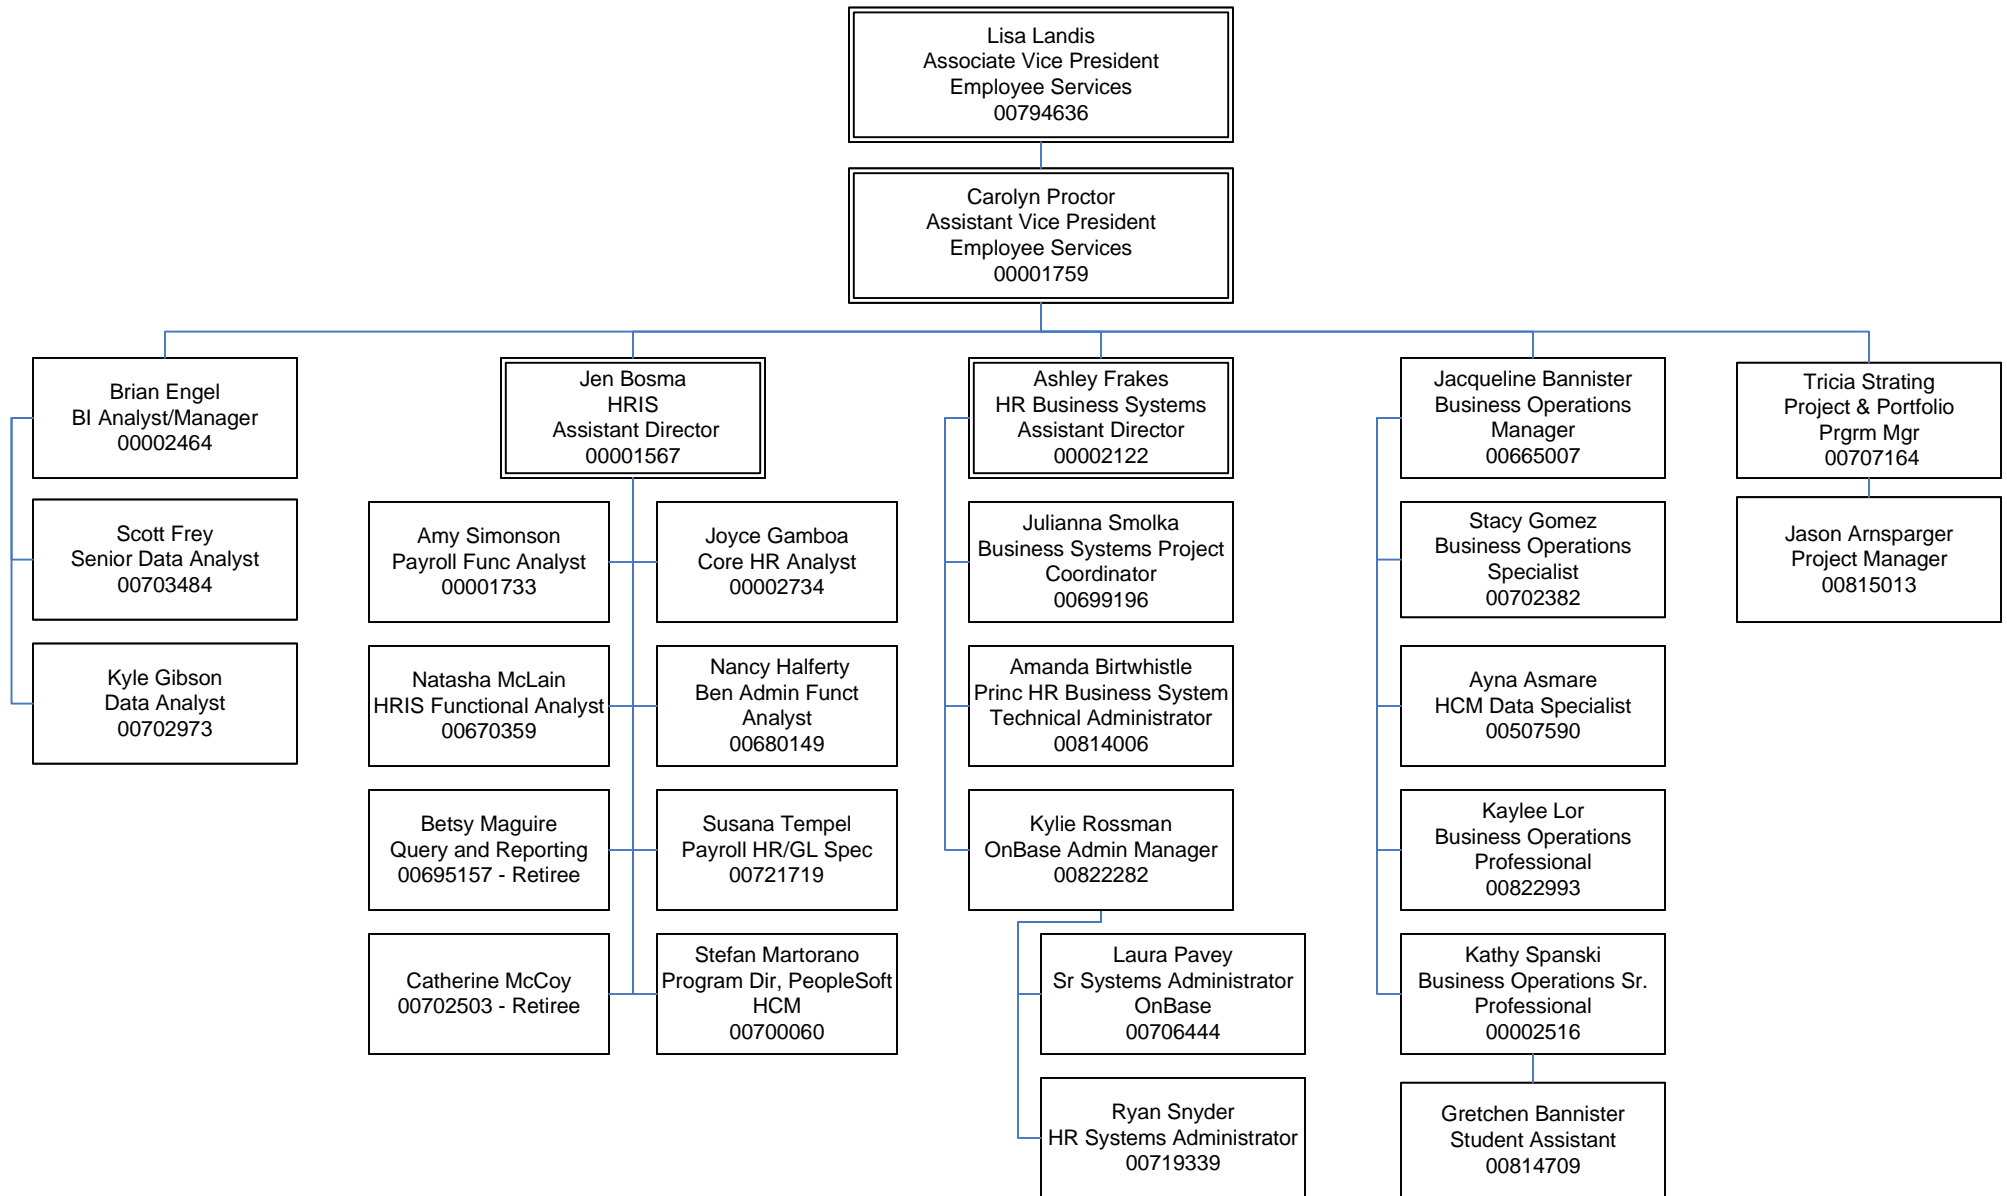 Lisa Landis
Associate Vice President
Employee Services
00794636
Carolyn Proctor
Assistant Vice President
Employee Services
00001759
Brian Engel
BI Analyst/Manager
00002464
Scott Frey
Senior Data Analyst
00703484
Kyle Gibson
Data Analyst
00702973
Jen Bosma
HRIS
Assistant Director
00001567
Amy Simonson
Payroll Func Analyst
00001733
Joyce Gamboa
Core HR Analyst
00002734
Natasha McLain
HRIS Functional Analyst
00670359
Nancy Halferty
Ben Admin Funct
Analyst
00680149
Betsy Maguire
Query and Reporting
00695157 - Retiree
Susana Tempel
Payroll HR/GL Spec
00721719
Catherine McCoy
00702503 - Retiree
Stefan Martorano
Program Dir, PeopleSoft
HCM
00700060
Ashley Frakes
HR Business Systems
Assistant Director
00002122
Julianna Smolka
Business Systems Project
Coordinator
00699196
Amanda Birtwhistle
Princ HR Business System
Technical Administrator
00814006
Kylie Rossman
OnBase Admin Manager
00822282
Laura Pavey
Sr Systems Administrator
OnBase
00706444
Ryan Snyder
HR Systems Administrator
00719339
Jacqueline Bannister
Business Operations
Manager
00665007
Stacy Gomez
Business Operations
Specialist
00702382
Ayna Asmare
HCM Data Specialist
00507590
Kaylee Lor
Business Operations
Professional
00822993
Kathy Spanski
Business Operations Sr.
Professional
00002516
Gretchen Bannister
Student Assistant
00814709
Tricia Strating
Project & Portfolio
Prgrm Mgr
00707164
Jason Arnsparger
Project Manager
00815013